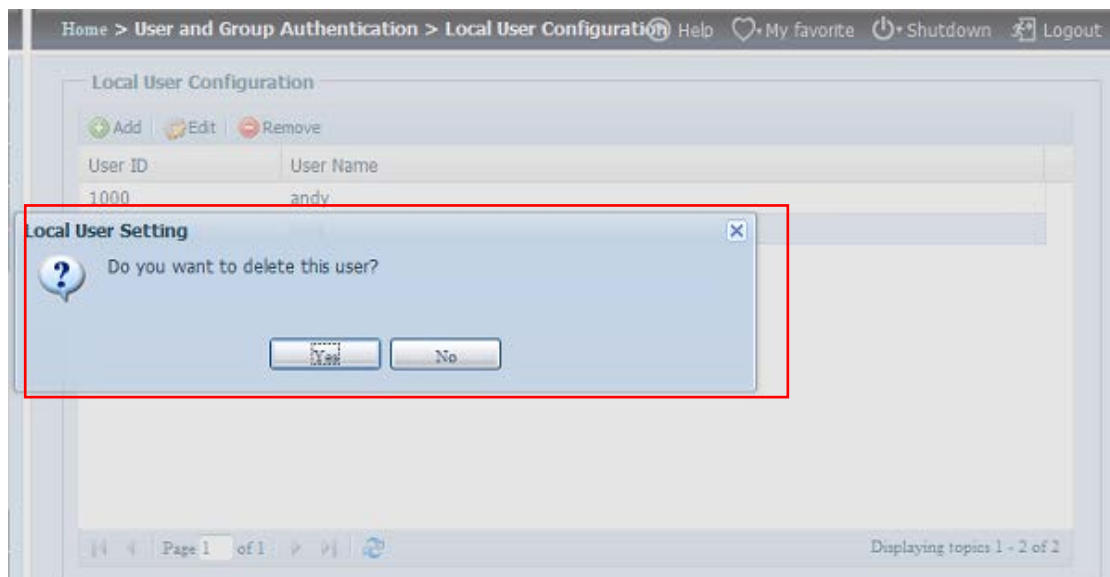 Home > User and Group Authentication > Local User Configuration Help My favorite Shutdown Logout
Local User Configuration
Add Edit Remove
User ID User Name
1000 andy
Local User Setting
Do you want to delete this user?
Yes No
Page 1 of 1 Displaying topics 1 - 2 of 2